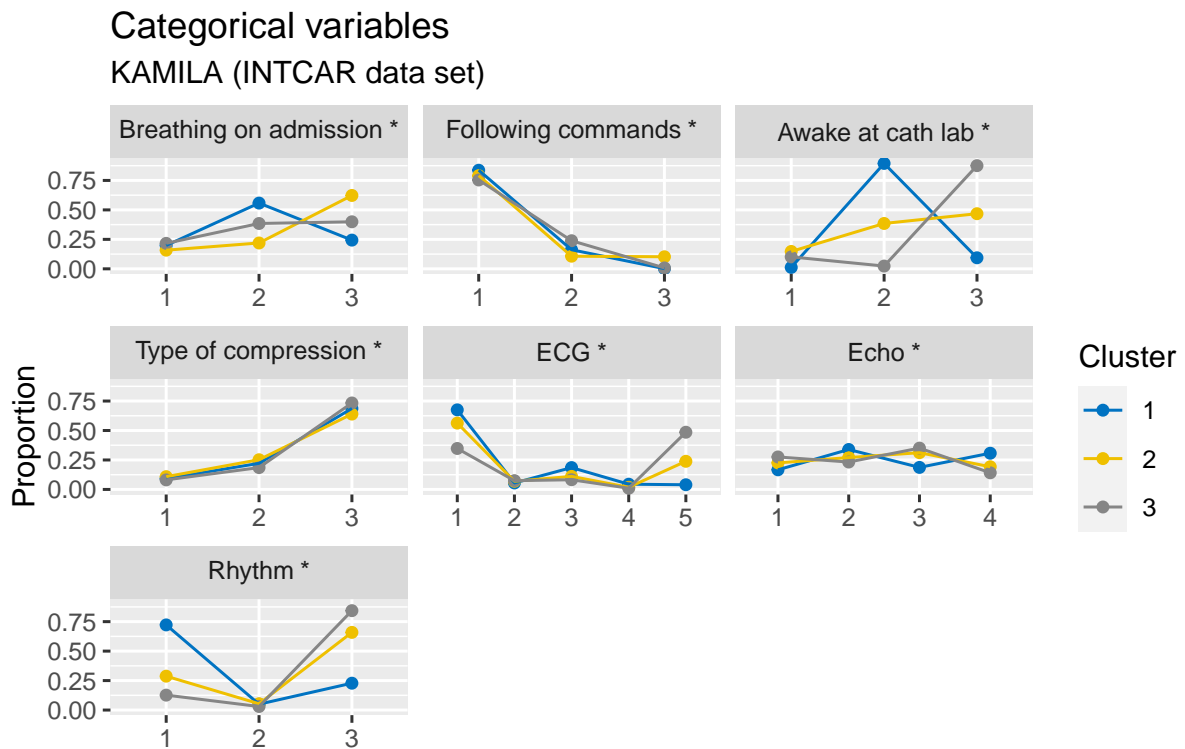 Categorical variables
KAMILA (INTCAR data set)
Breathing on admission *
Following commands *
Awake at cath lab *
0.75
0.50
0.25
0.00
1 2 3
1 2 3
1 2 3
Type of compression *
ECG *
Echo *
0.75
0.50
0.25
0.00
1 2 3
1 2 3 4 5
1 2 3 4
Rhythm *
0.75
0.50
0.25
0.00
1 2 3
Proportion
Cluster
1
2
3